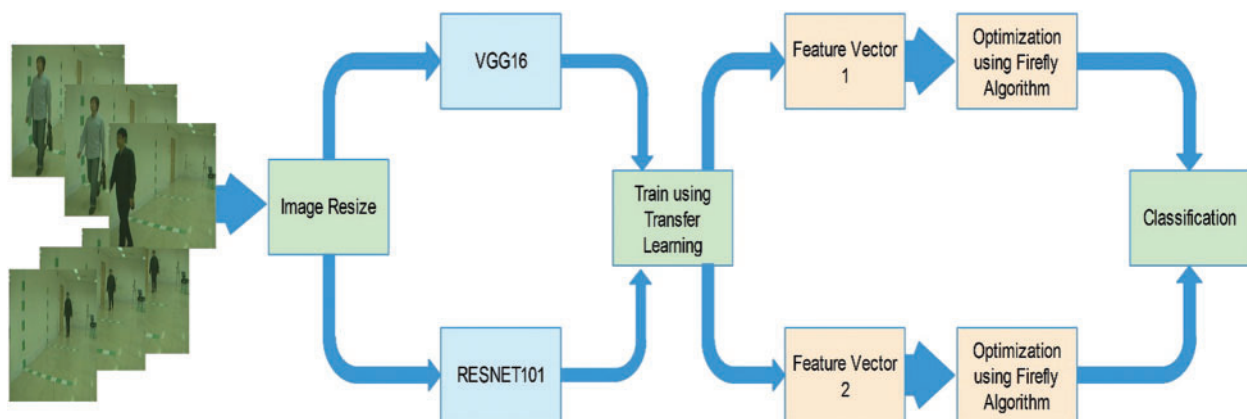 VGG16
Feature Vector
1
Optimization
using Firefly
Algorithm
Image Resize
Train using
Transfer
Learning
Classification
RESNET101
Feature Vector
2
Optimization
using Firefly
Algorithm